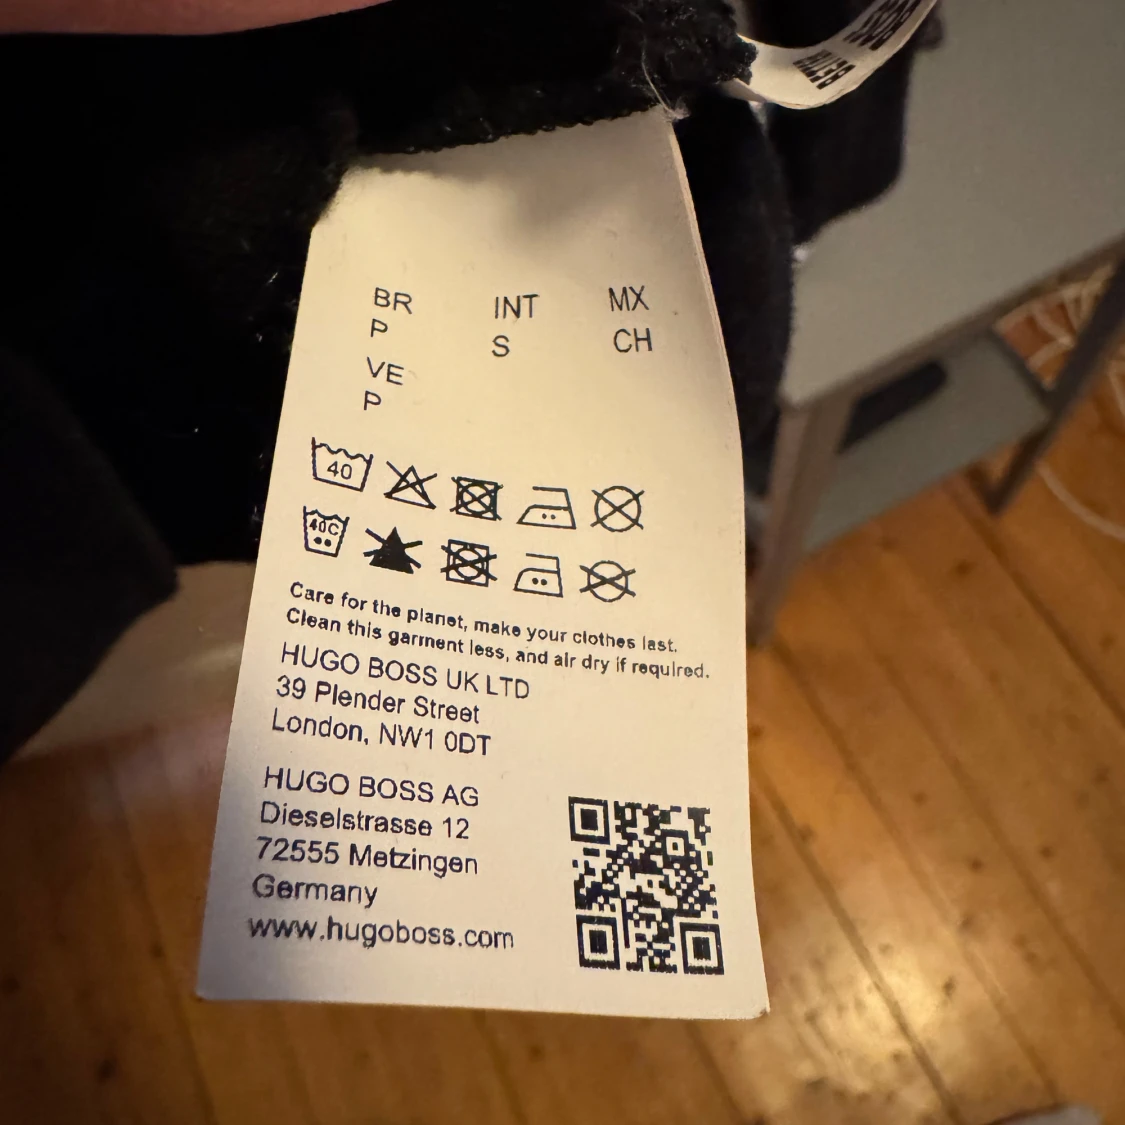 BOSS
BR INT MX
P S CH
VE
P
40
40C
Care for the planet, make your clothes last.
Clean this garment less, and air dry if required.
HUGO BOSS UK LTD
39 Plender Street
London, NW1 0DT
HUGO BOSS AG
Dieselstrasse 12
72555 Metzingen
Germany
www.hugoboss.com